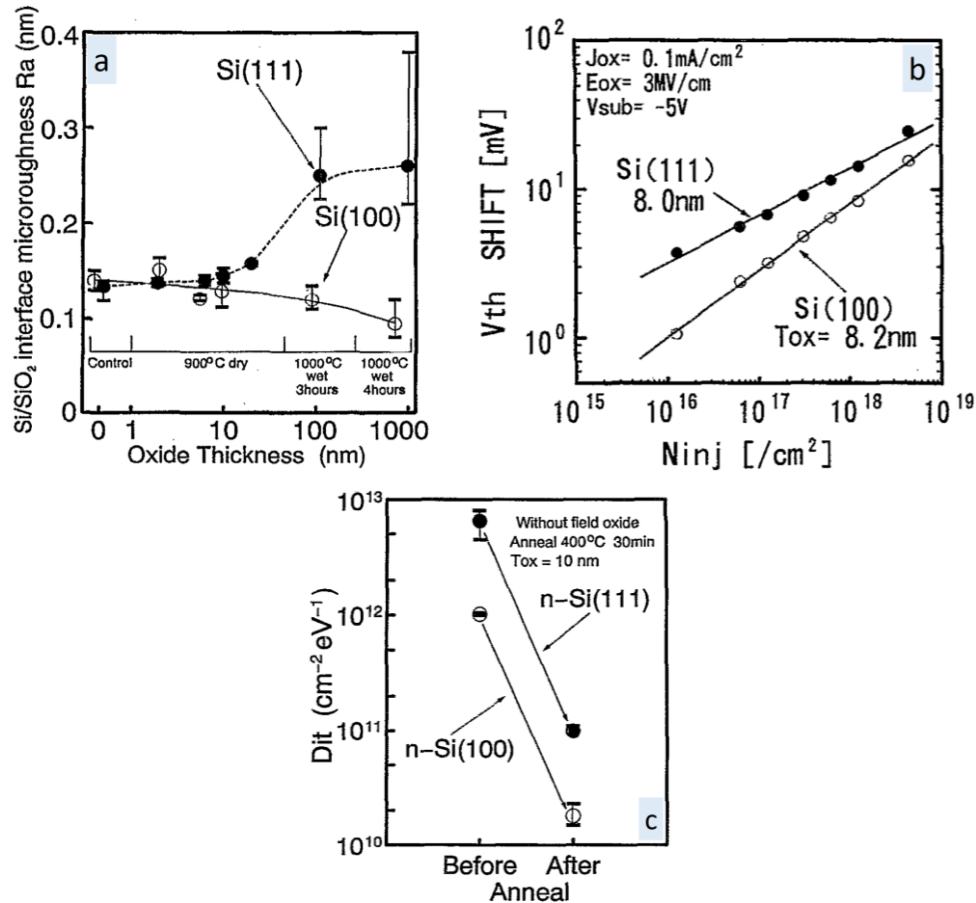 Si/SiO2 interface microroughness Ra (nm)
0.4
0.3
0.2
0.1
0
a
Si(111)
Si(100)
Control
900°C dry
1000°C
wet
3hours
1000°C
wet
4hours
0 1 10 100 1000
Oxide Thickness (nm)
Vth SHIFT [mV]
10^2
10^1
10^0
Jox= 0.1mA/cm^2
Eox= 3MV/cm
Vsub= -5V
b
Si(111)
8.0nm
Si(100)
Tox= 8.2nm
10^15 10^16 10^17 10^18 10^19
Ninj [/cm^2]
Dit (cm^-2 eV^-1)
10^13
10^12
10^11
10^10
Without field oxide
Anneal 400°C 30min
Tox = 10 nm
n-Si(111)
n-Si(100)
c
Before After
Anneal